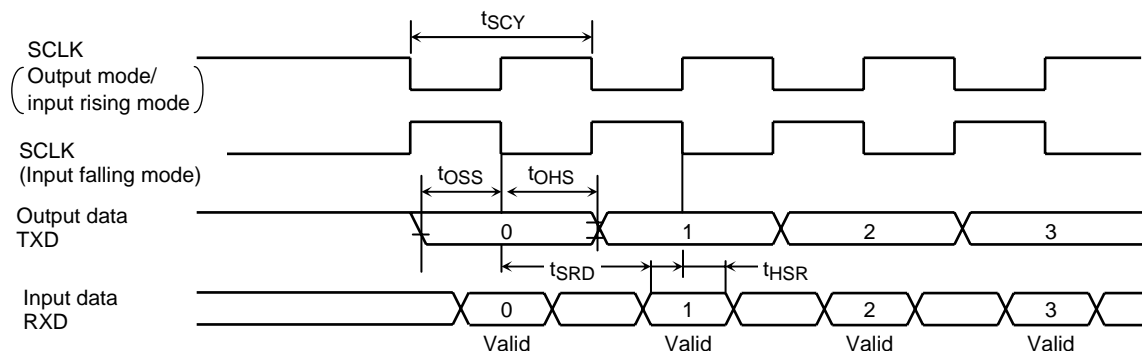 tSCY
SCLK
(Output mode/
input rising mode)
SCLK
(Input falling mode)
tOSS tOHS
Output data
TXD
0 1 2 3
tSRD tHSR
Input data
RXD
0 1 2 3
Valid Valid Valid Valid